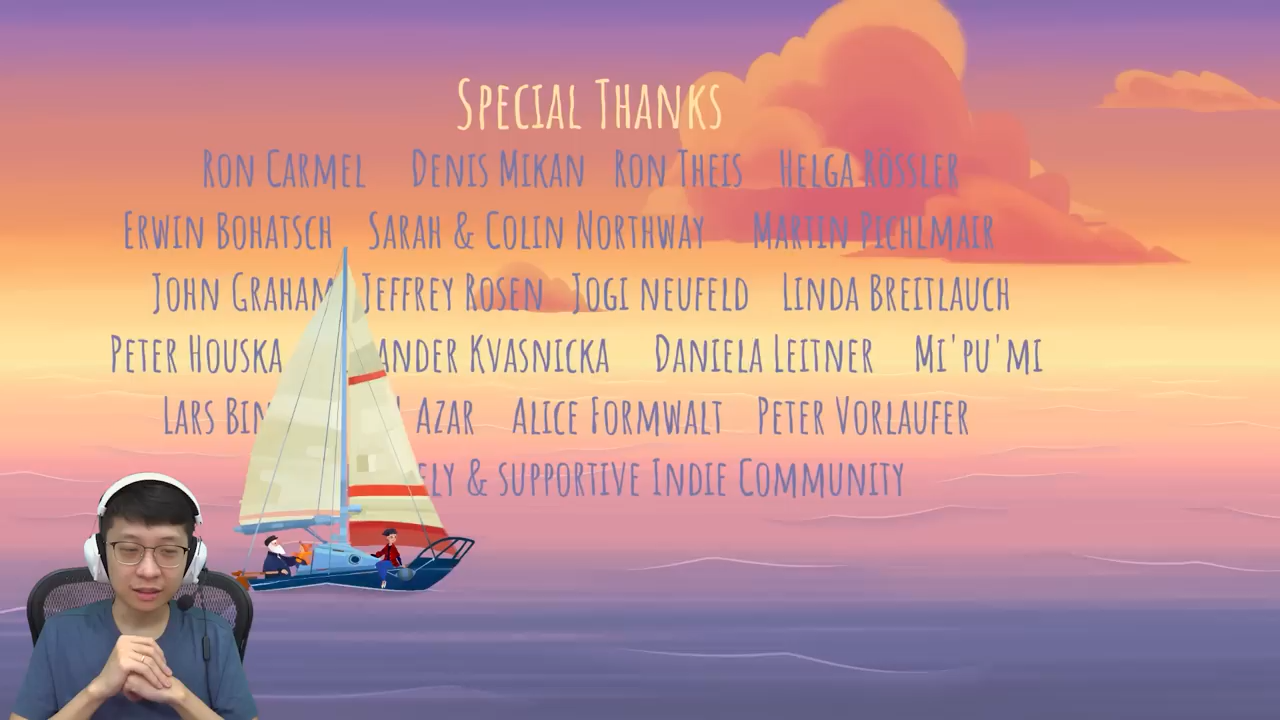 Special Thanks
Ron Carmel Denis Mikan Ron Theis Helga Rössler
Erwin Bohatsch Sarah & Colin Northway Martin Pichlmair
John Graham Jeffrey Rosen Jogi Neufeld Linda Breitlauch
Peter Houska Kvasnicka Daniela Leitner Mi'pu'mi
Lars Azar Alice Formwalt Peter Vorlaufer
& supportive Indie Community